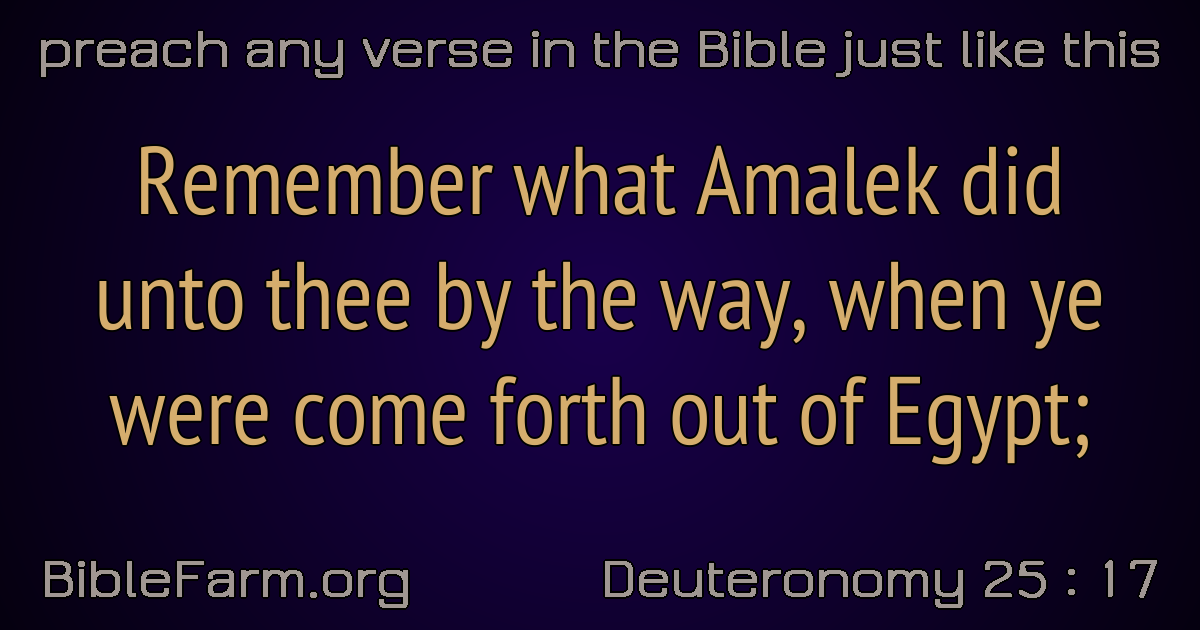 preach any verse in the Bible just like this
Remember what Amalek did
unto thee by the way, when ye
were come forth out of Egypt;
BibleFarm.org
Deuteronomy 25 : 17